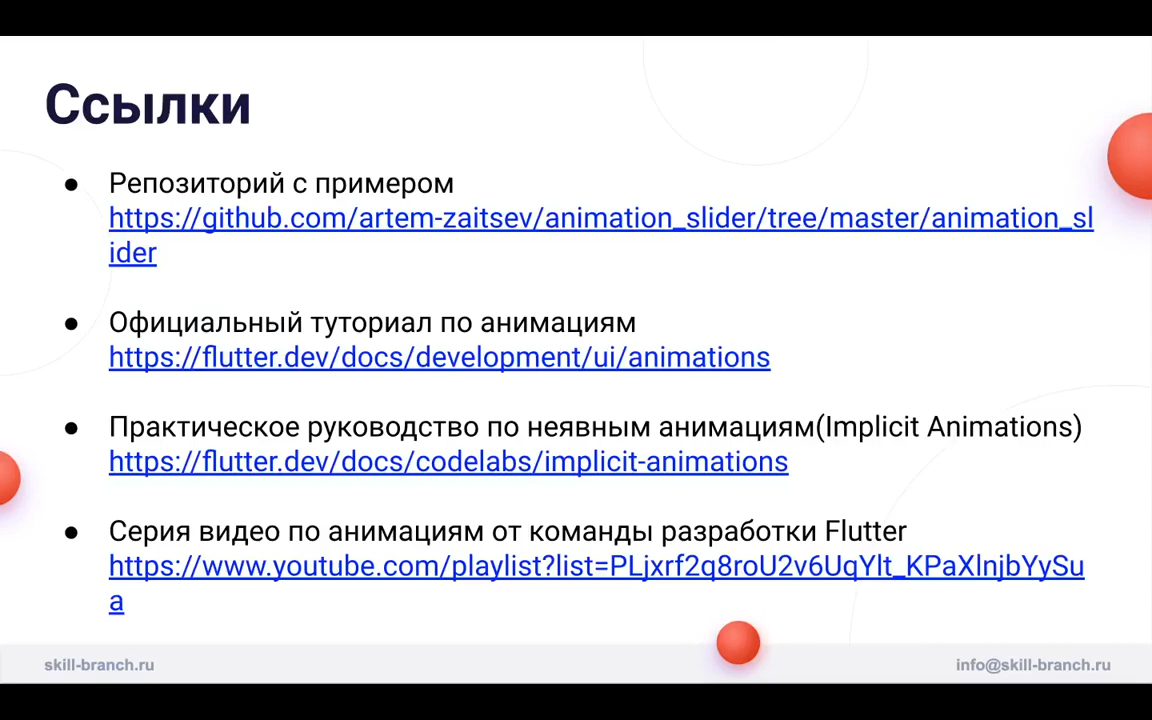 Ссылки
● Репозиторий с примером
https://github.com/artem-zaitsev/animation_slider/tree/master/animation_sl
ider
● Официальный туториал по анимациям
https://flutter.dev/docs/development/ui/animations
● Практическое руководство по неявным анимациям(Implicit Animations)
https://flutter.dev/docs/codelabs/implicit-animations
● Серия видео по анимациям от команды разработки Flutter
https://www.youtube.com/playlist?list=PLjxrf2q8roU2v6UqYlt_KPaXlnjbYySu
a
skill-branch.ru
info@skill-branch.ru